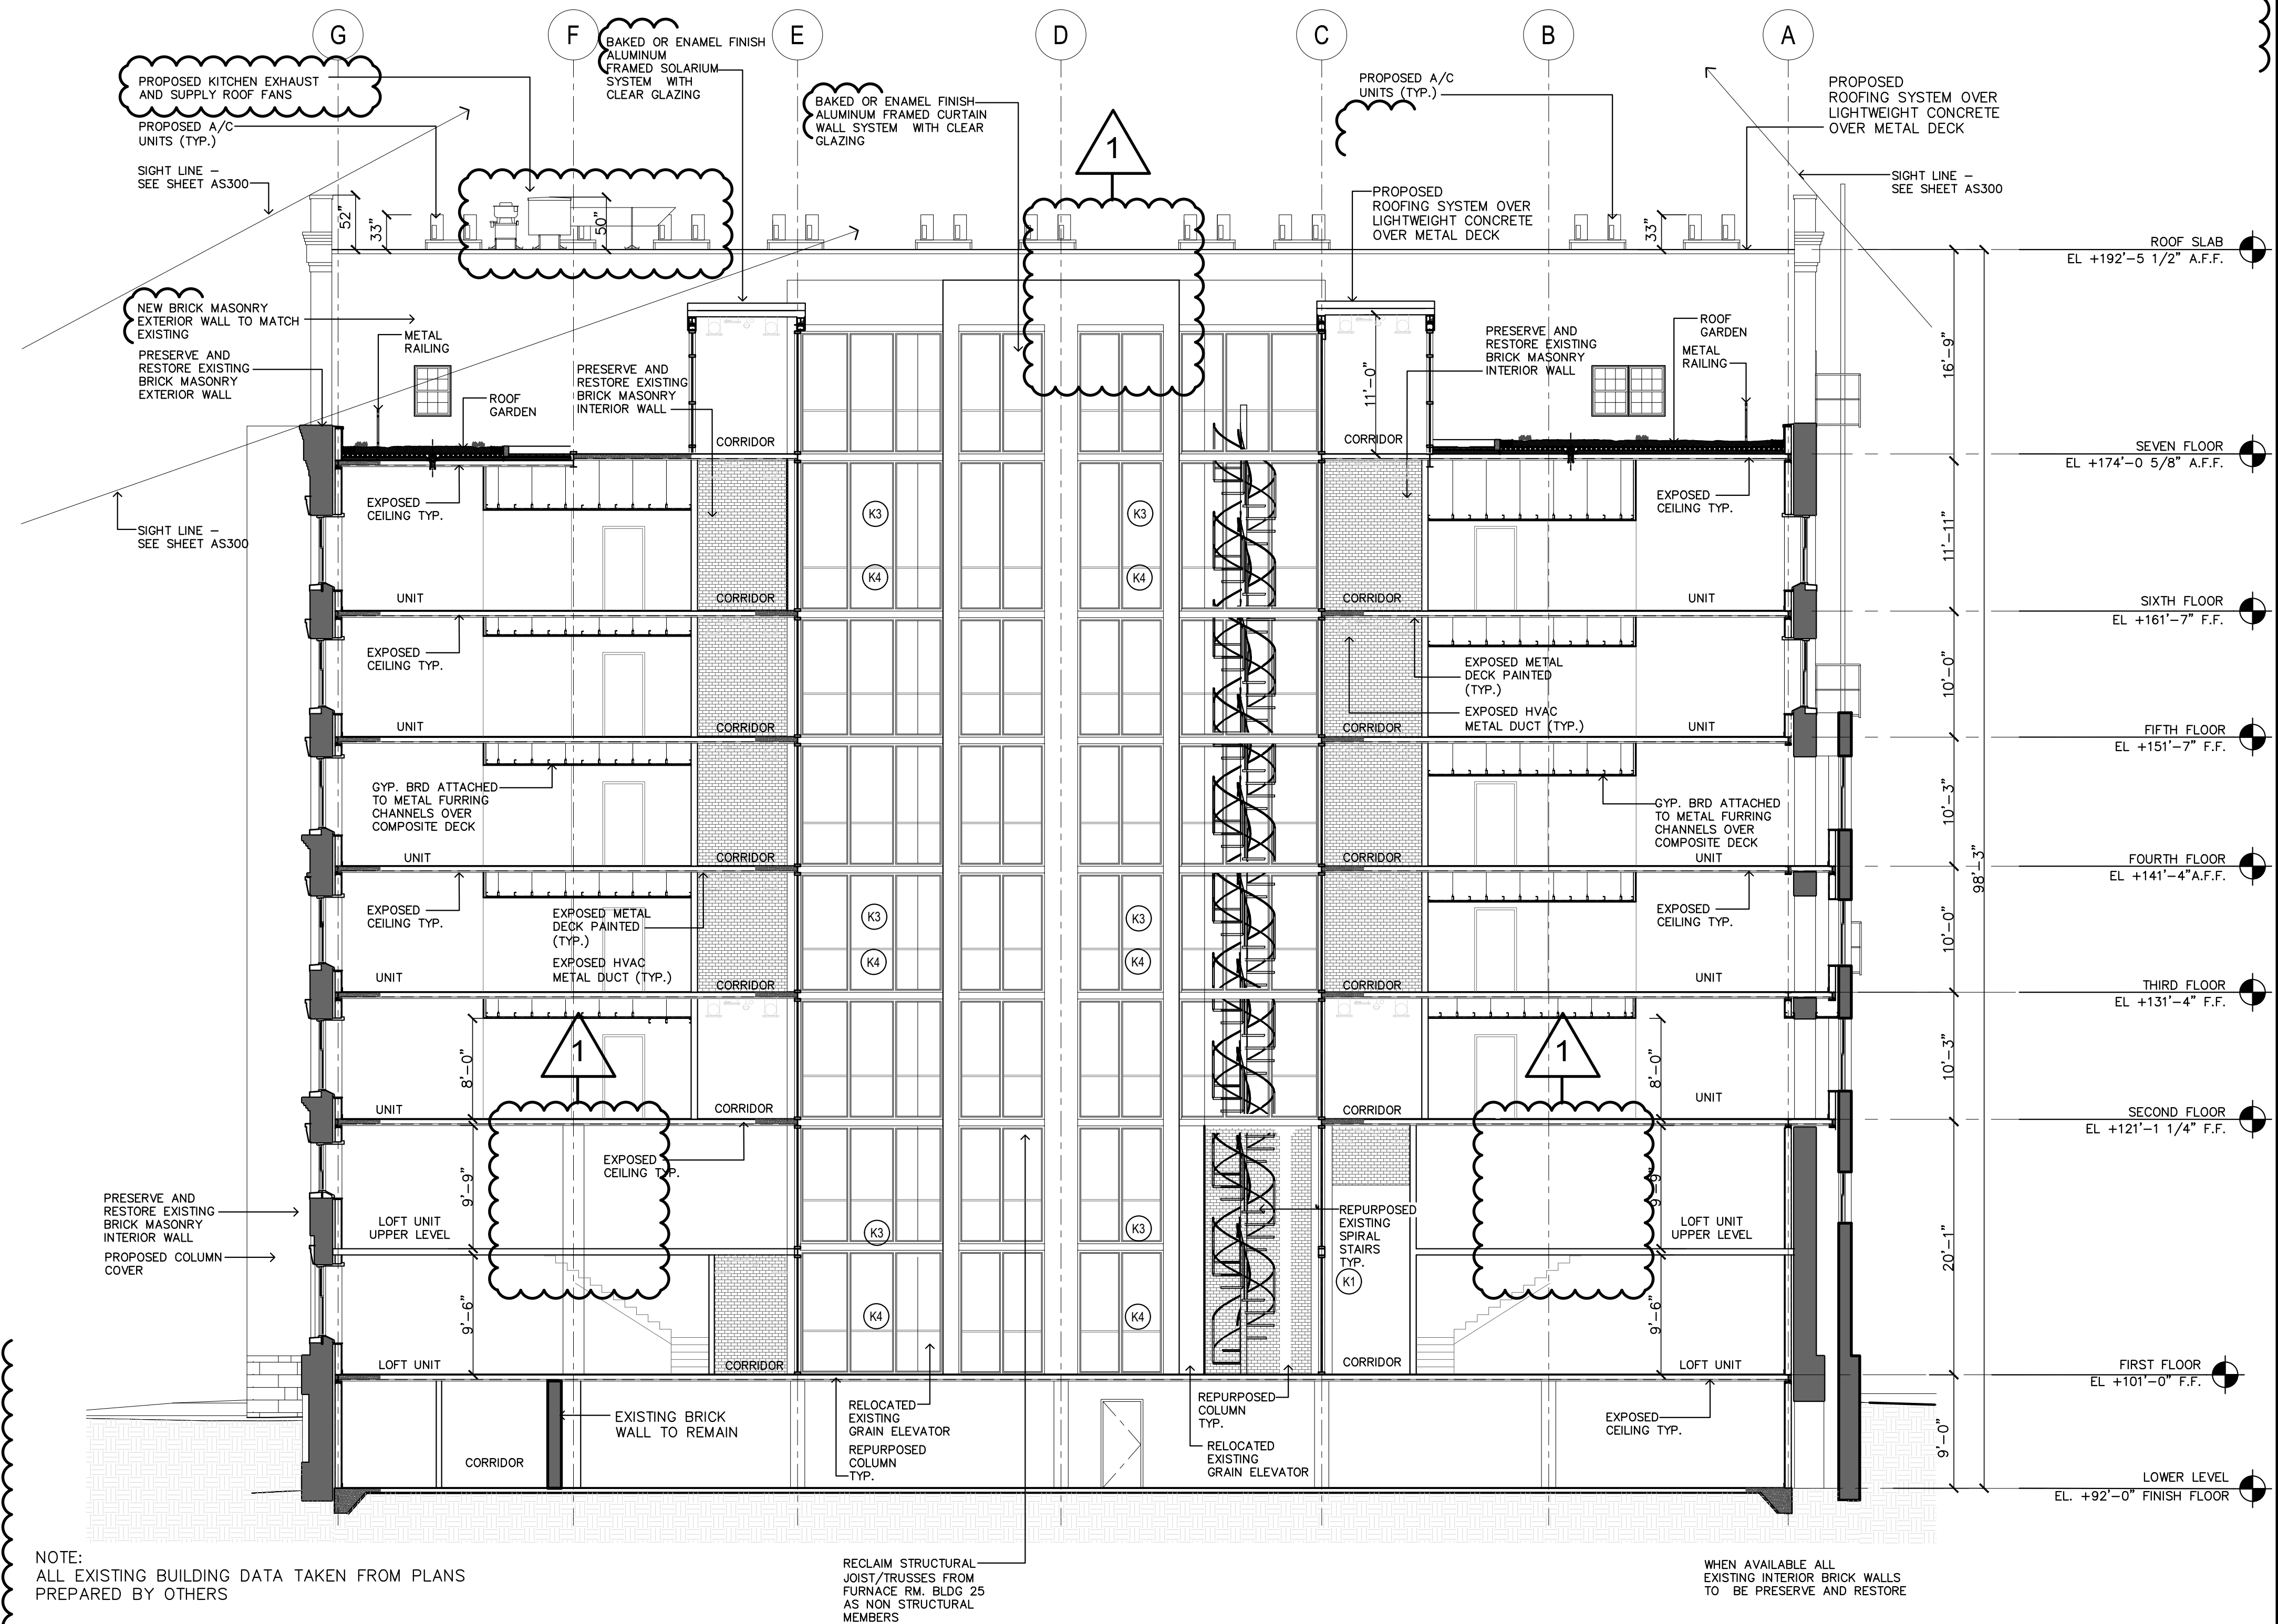 G
F
E
D
C
B
A
PROPOSED KITCHEN EXHAUST
AND SUPPLY ROOF FANS
PROPOSED A/C
UNITS (TYP.)
SIGHT LINE –
SEE SHEET AS300
BAKED OR ENAMEL FINISH
ALUMINUM
FRAMED SOLARIUM
SYSTEM WITH
CLEAR GLAZING
BAKED OR ENAMEL FINISH
ALUMINUM FRAMED CURTAIN
WALL SYSTEM WITH CLEAR
GLAZING
1
PROPOSED A/C
UNITS (TYP.)
PROPOSED
ROOFING SYSTEM OVER
LIGHTWEIGHT CONCRETE
OVER METAL DECK
SIGHT LINE –
SEE SHEET AS300
PROPOSED
ROOFING SYSTEM OVER
LIGHTWEIGHT CONCRETE
OVER METAL DECK
52"
33"
50"
33"
ROOF SLAB
EL +192'-5 1/2" A.F.F.
NEW BRICK MASONRY
EXTERIOR WALL TO MATCH
EXISTING
PRESERVE AND
RESTORE EXISTING
BRICK MASONRY
EXTERIOR WALL
METAL
RAILING
ROOF
GARDEN
PRESERVE AND
RESTORE EXISTING
BRICK MASONRY
INTERIOR WALL
CORRIDOR
11'-0"
CORRIDOR
PRESERVE AND
RESTORE EXISTING
BRICK MASONRY
INTERIOR WALL
ROOF
GARDEN
METAL
RAILING
16'-9"
SEVEN FLOOR
EL +174'-0 5/8" A.F.F.
SIGHT LINE –
SEE SHEET AS300
EXPOSED
CEILING TYP.
K3
K3
EXPOSED
CEILING TYP.
K4
K4
11'-11"
UNIT
CORRIDOR
CORRIDOR
UNIT
SIXTH FLOOR
EL +161'-7" F.F.
EXPOSED
CEILING TYP.
EXPOSED METAL
DECK PAINTED
(TYP.)
EXPOSED HVAC
METAL DUCT (TYP.)
10'-0"
UNIT
CORRIDOR
CORRIDOR
UNIT
FIFTH FLOOR
EL +151'-7" F.F.
GYP. BRD ATTACHED
TO METAL FURRING
CHANNELS OVER
COMPOSITE DECK
GYP. BRD ATTACHED
TO METAL FURRING
CHANNELS OVER
COMPOSITE DECK
10'-3"
UNIT
CORRIDOR
CORRIDOR
UNIT
FOURTH FLOOR
EL +141'-4"A.F.F.
98'-3"
EXPOSED
CEILING TYP.
EXPOSED METAL
DECK PAINTED
(TYP.)
EXPOSED HVAC
METAL DUCT (TYP.)
K3
K3
K4
K4
EXPOSED
CEILING TYP.
10'-0"
UNIT
CORRIDOR
CORRIDOR
UNIT
THIRD FLOOR
EL +131'-4" F.F.
8'-0"
1
1
8'-0"
10'-3"
UNIT
CORRIDOR
CORRIDOR
UNIT
SECOND FLOOR
EL +121'-1 1/4" F.F.
EXPOSED
CEILING TYP.
9'-9"
9'-9"
PRESERVE AND
RESTORE EXISTING
BRICK MASONRY
INTERIOR WALL
PROPOSED COLUMN
COVER
LOFT UNIT
UPPER LEVEL
K3
K3
REPURPOSED
EXISTING
SPIRAL
STAIRS
TYP.
K1
LOFT UNIT
UPPER LEVEL
20'-1"
9'-6"
K4
K4
9'-6"
LOFT UNIT
CORRIDOR
CORRIDOR
LOFT UNIT
FIRST FLOOR
EL +101'-0" F.F.
EXISTING BRICK
WALL TO REMAIN
CORRIDOR
RELOCATED
EXISTING
GRAIN ELEVATOR
REPURPOSED
COLUMN
TYP.
REPURPOSED
COLUMN
TYP.
RELOCATED
EXISTING
GRAIN ELEVATOR
EXPOSED
CEILING TYP.
9'-0"
LOWER LEVEL
EL. +92'-0" FINISH FLOOR
NOTE:
ALL EXISTING BUILDING DATA TAKEN FROM PLANS
PREPARED BY OTHERS
RECLAIM STRUCTURAL
JOIST/TRUSSES FROM
FURNACE RM. BLDG 25
AS NON STRUCTURAL
MEMBERS
WHEN AVAILABLE ALL
EXISTING INTERIOR BRICK WALLS
TO BE PRESERVE AND RESTORE